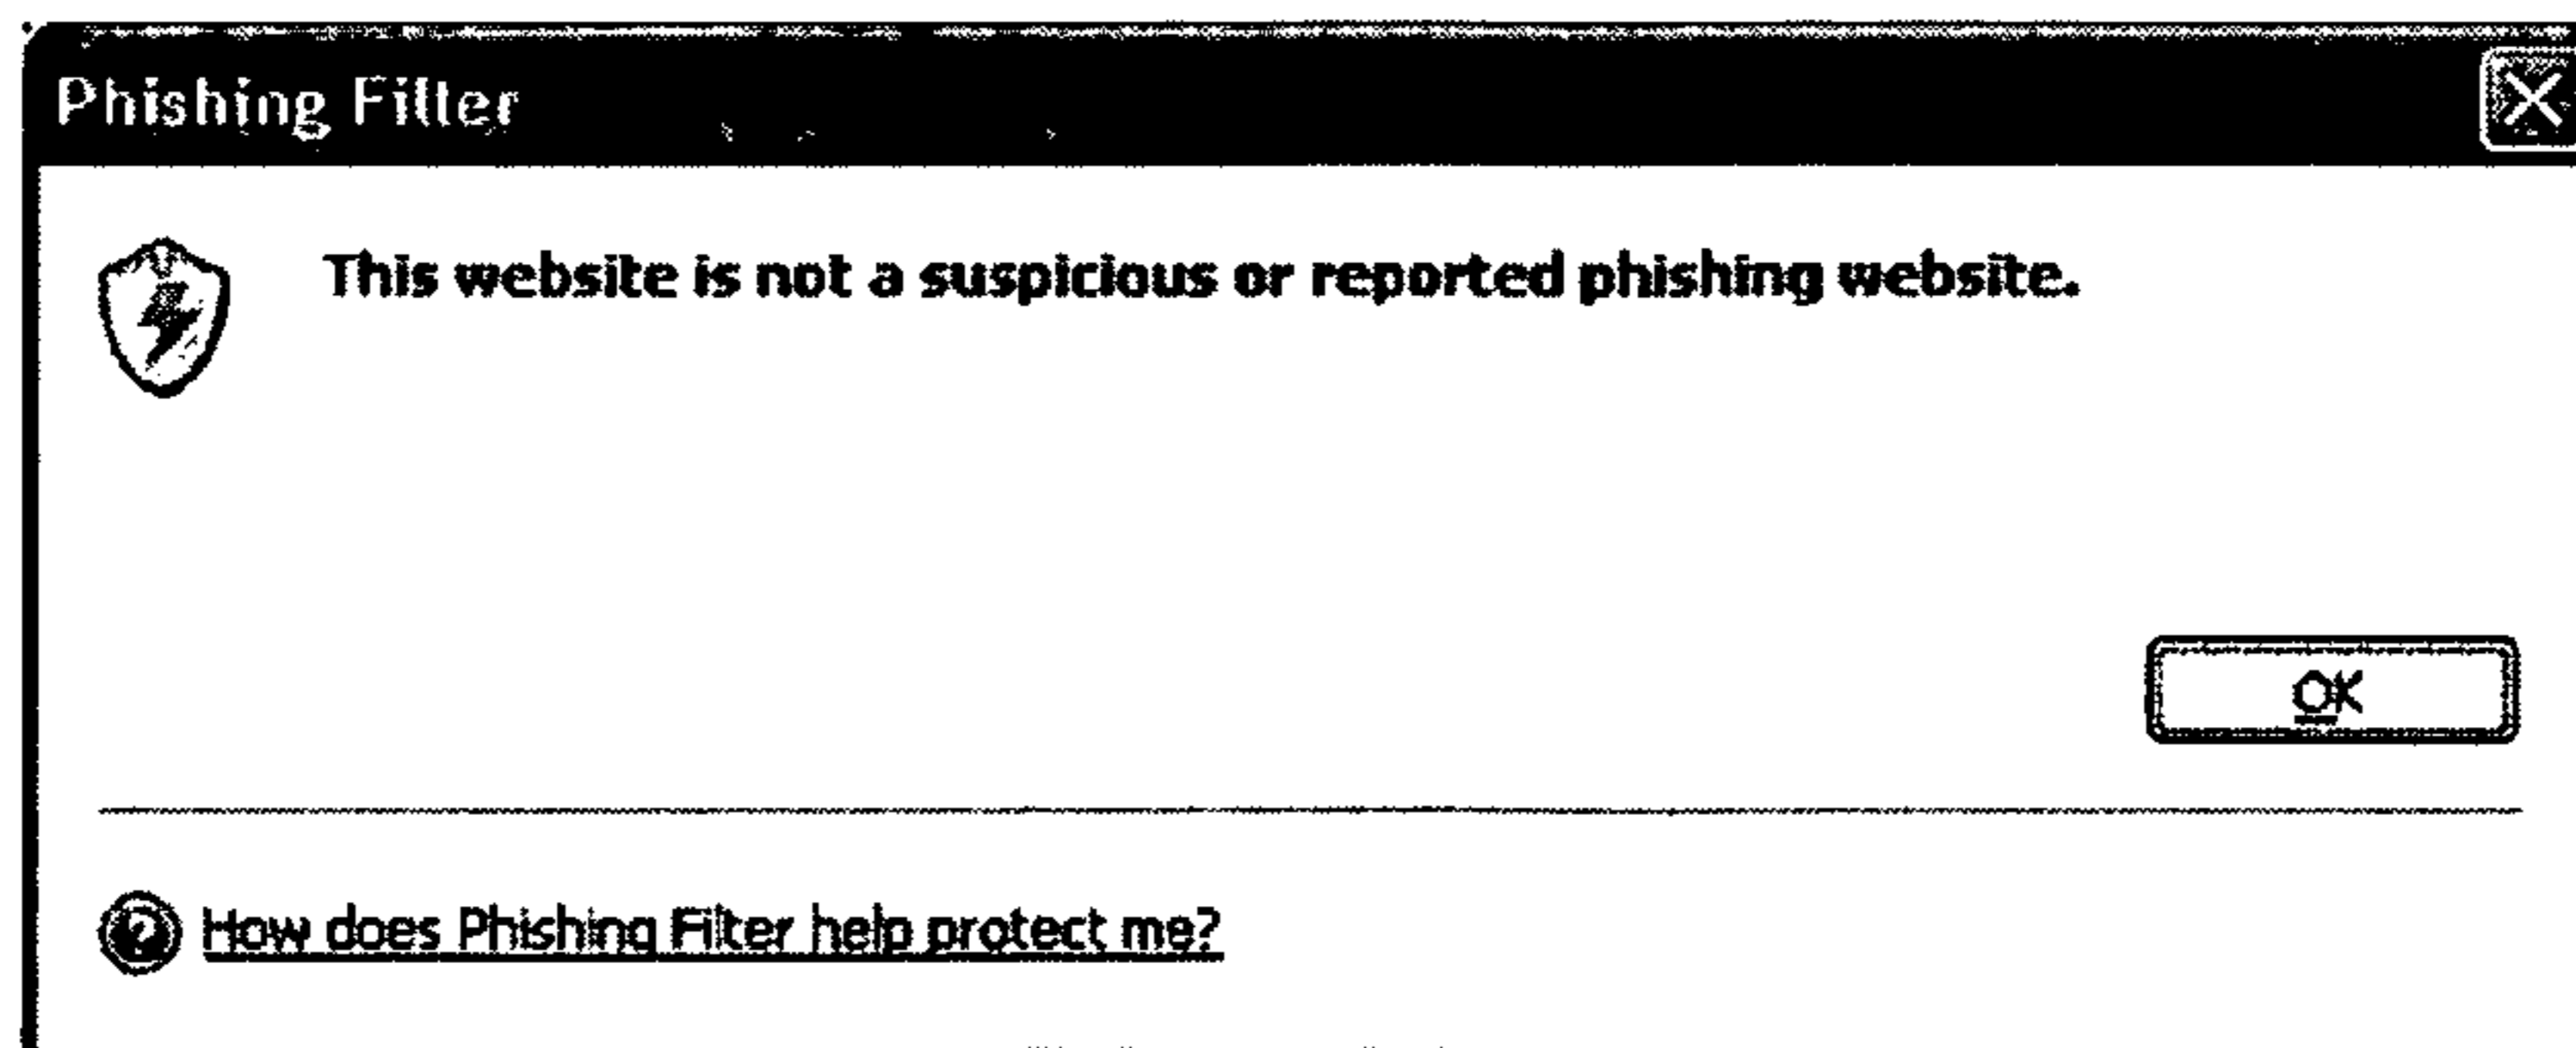 Phishing Filter
This website is not a suspicious or reported phishing website.
OK
How does Phishing Filter help protect me?